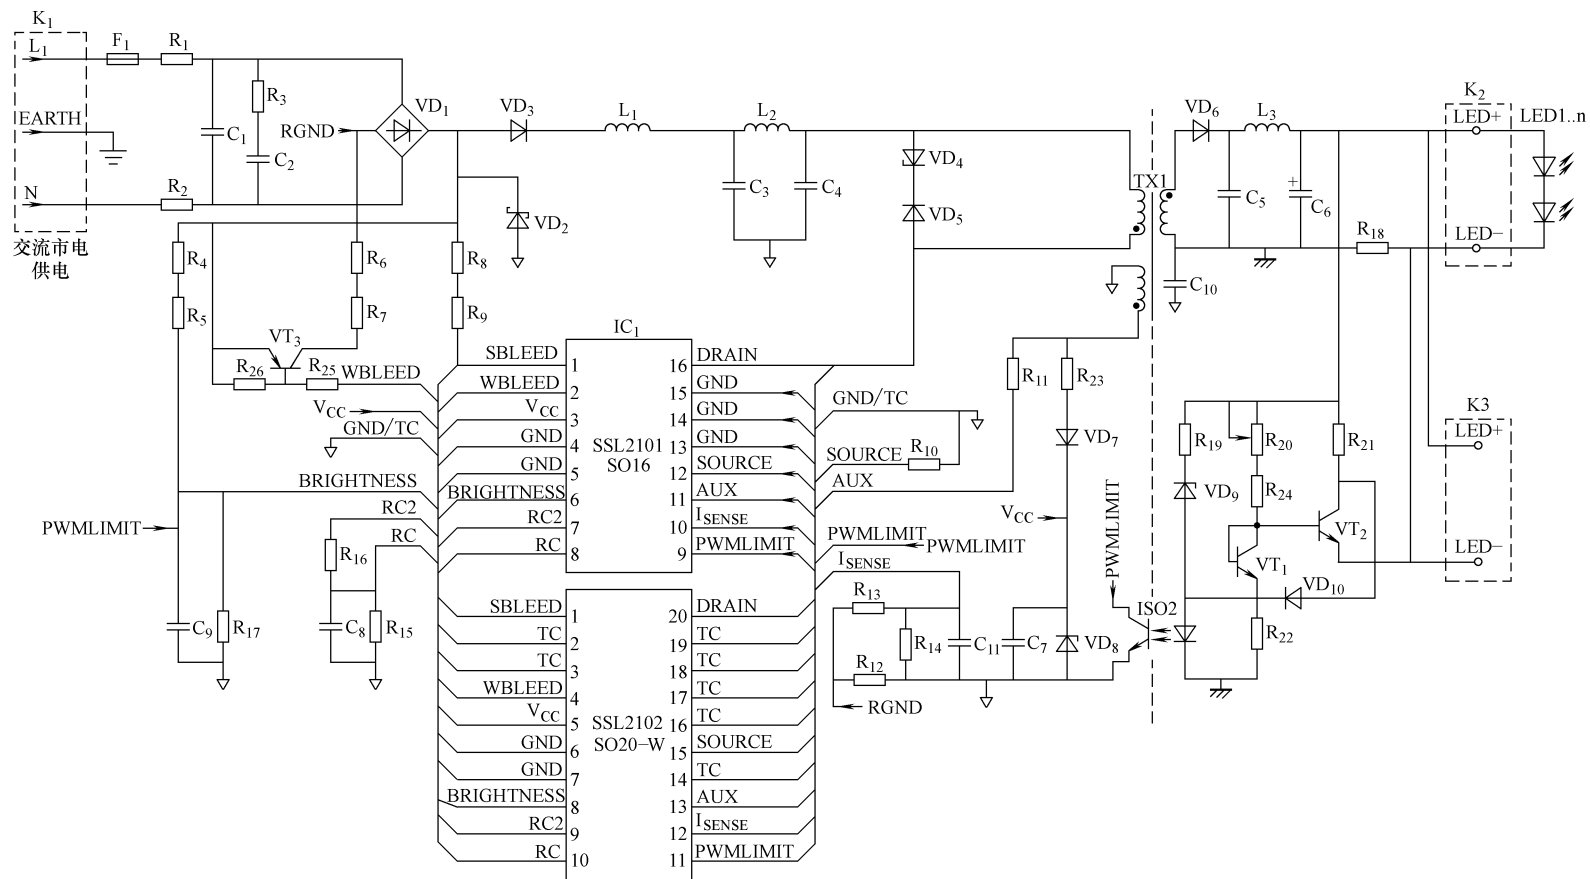 K1
L1
F1
R1
EARTH
N
R2
交流市电
供电
R3
C1
C2
RGND
VD1
VD3
VD2
L1
L2
C3
C4
VD4
VD5
TX1
VD6
L3
C5
+
C6
C10
R18
K2
LED+
LED−
LED1..n
R4
R5
R6
R7
R8
R9
VT3
R26
R25
WBLEED
VCC
GND/TC
BRIGHTNESS
PWMLIMIT
RC2
RC
R16
C9
R17
C8
R15
IC1
SSL2101
SO16
SBLEED 1
WBLEED 2
VCC 3
GND 4
GND 5
BRIGHTNESS 6
RC2 7
RC 8
16 DRAIN
15 GND
14 GND
13 GND
12 SOURCE
11 AUX
10 ISENSE
9 PWMLIMIT
SSL2102
SO20−W
SBLEED 1
TC 2
TC 3
WBLEED 4
VCC 5
GND 6
GND 7
BRIGHTNESS 8
RC2 9
RC 10
20 DRAIN
19 TC
18 TC
17 TC
16 TC
15 SOURCE
14 TC
13 AUX
12 ISENSE
11 PWMLIMIT
GND/TC
SOURCE
R10
AUX
PWMLIMIT
PWMLIMIT
ISENSE
R13
R14
R12
C11
C7
RGND
R11
R23
VD7
VCC
VD8
PWMLIMIT
ISO2
R19
R20
R21
VD9
R24
VT2
VT1
VD10
R22
K3
LED+
LED−